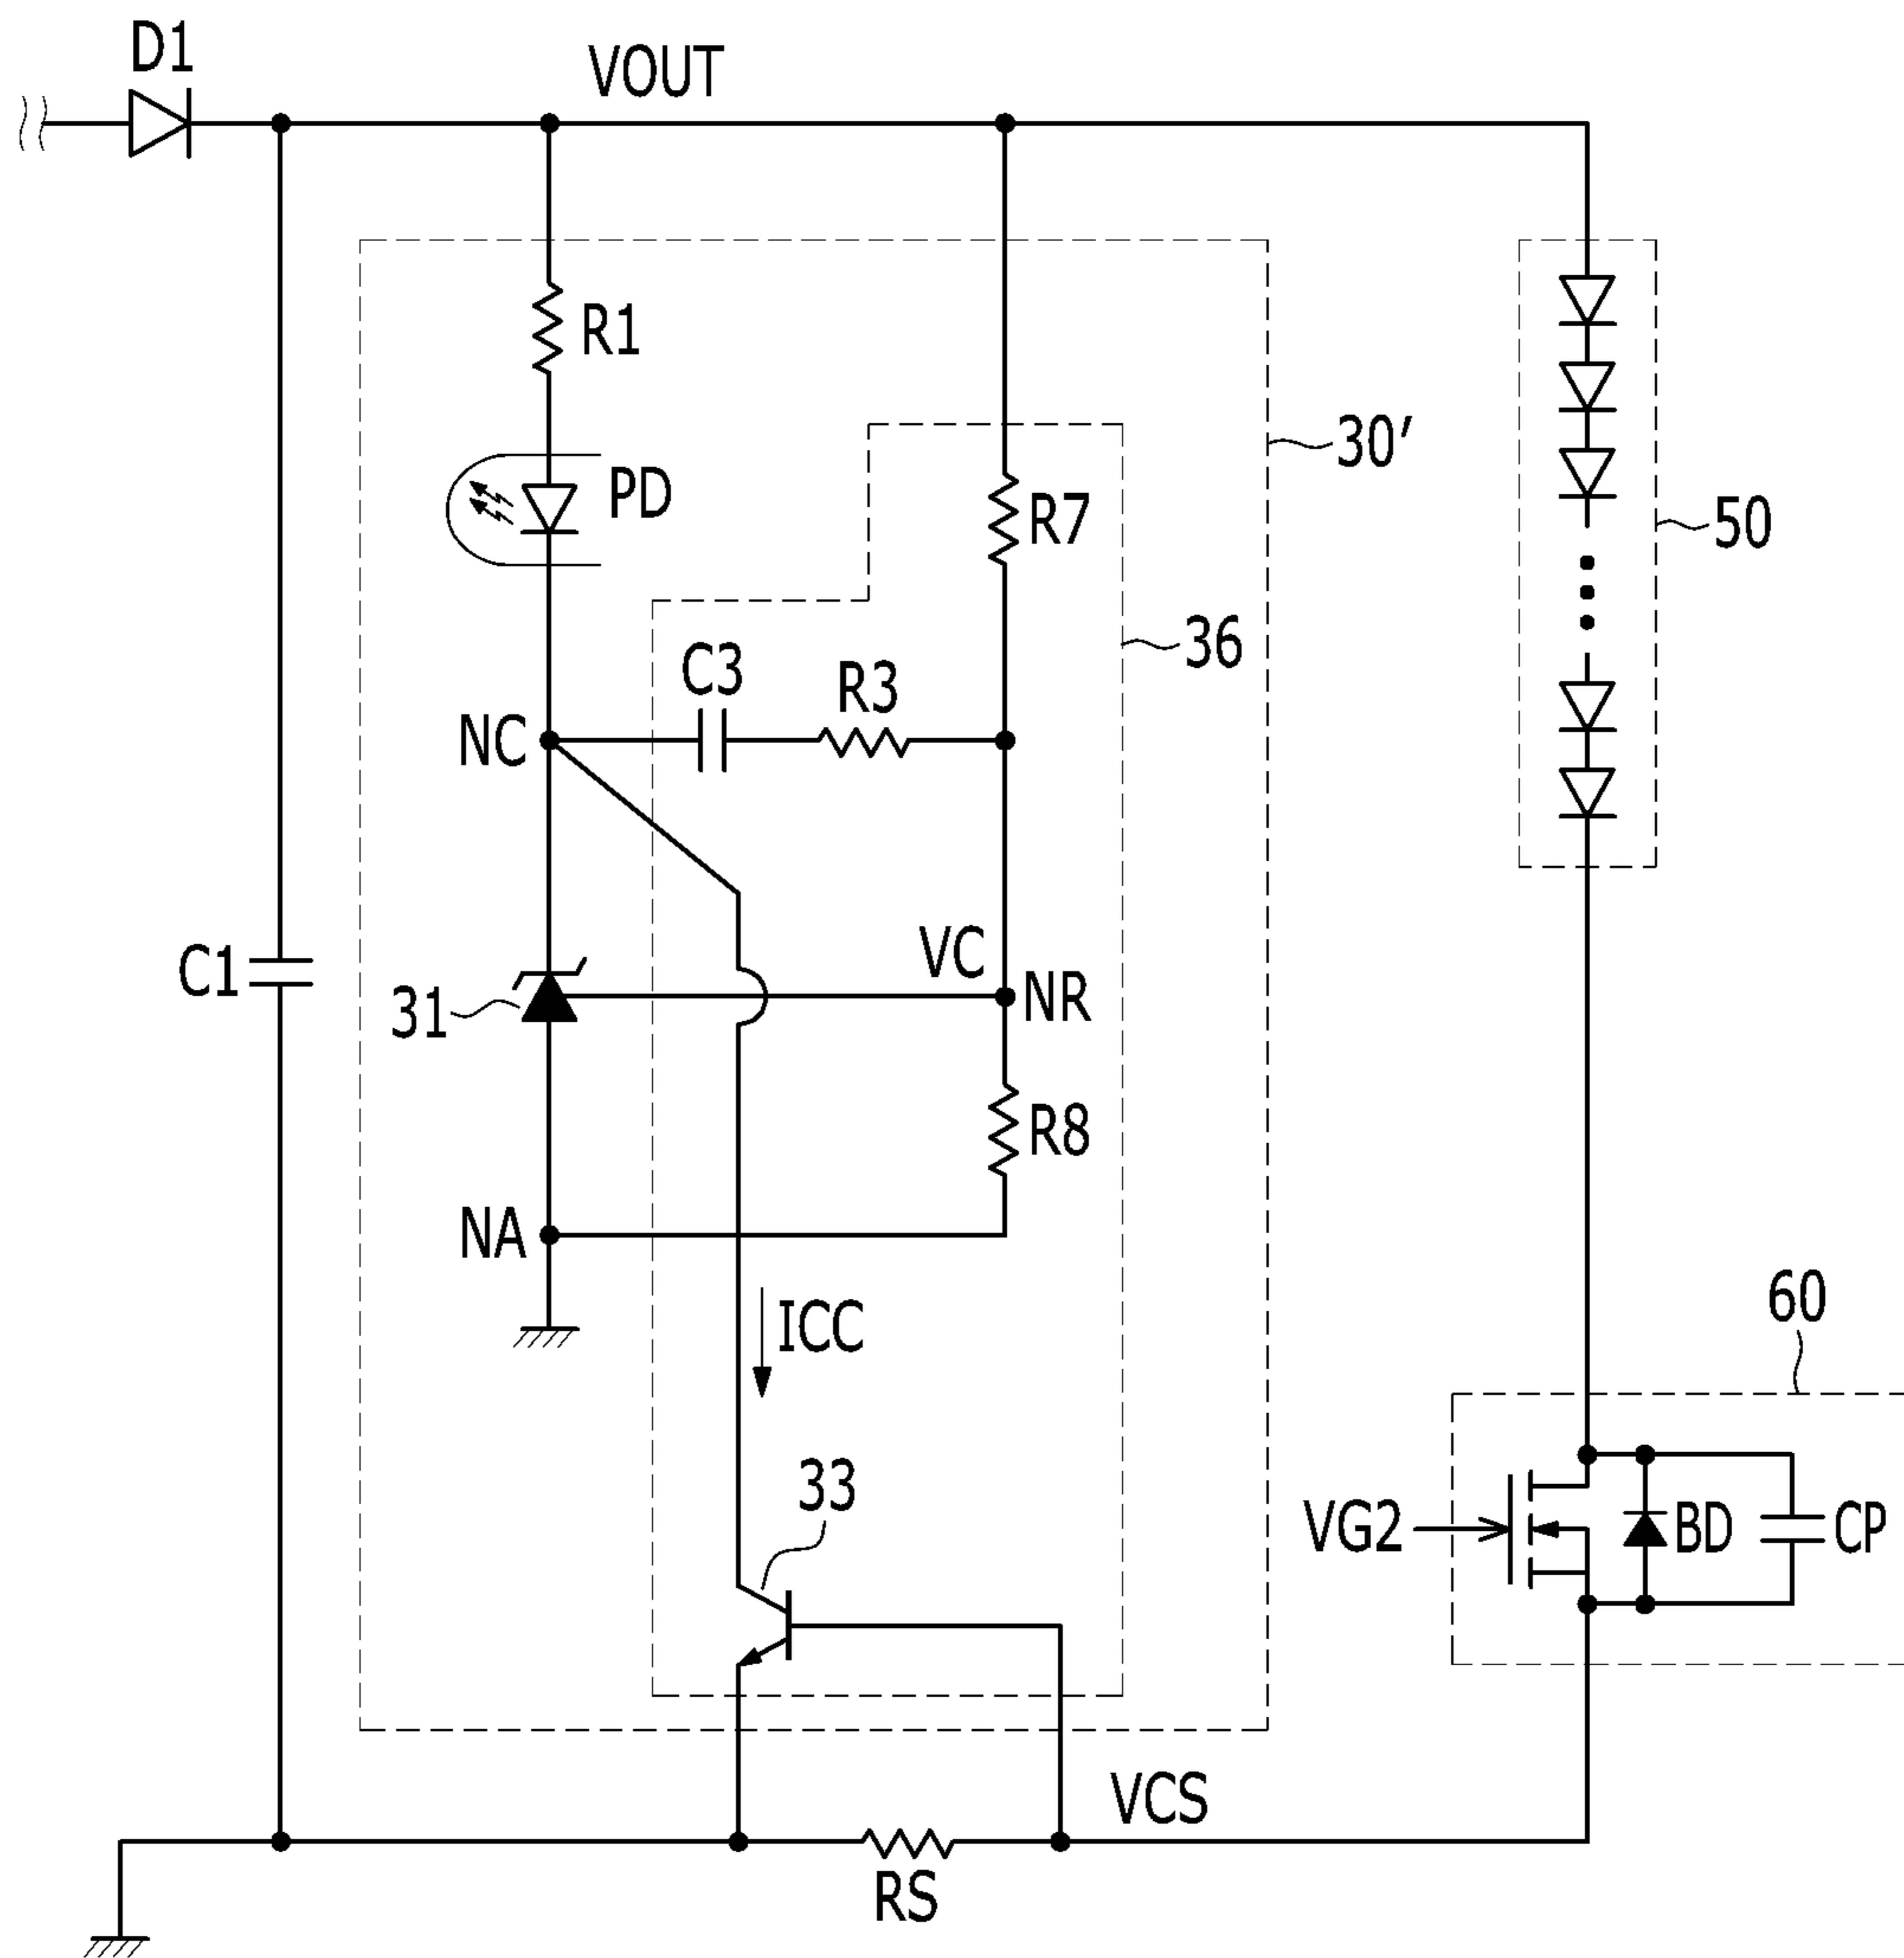 D1
VOUT
R1
30′
PD
R7
50
36
C3
R3
NC
VC
C1
NR
31
R8
NA
60
ICC
33
VG2
BD
CP
VCS
RS